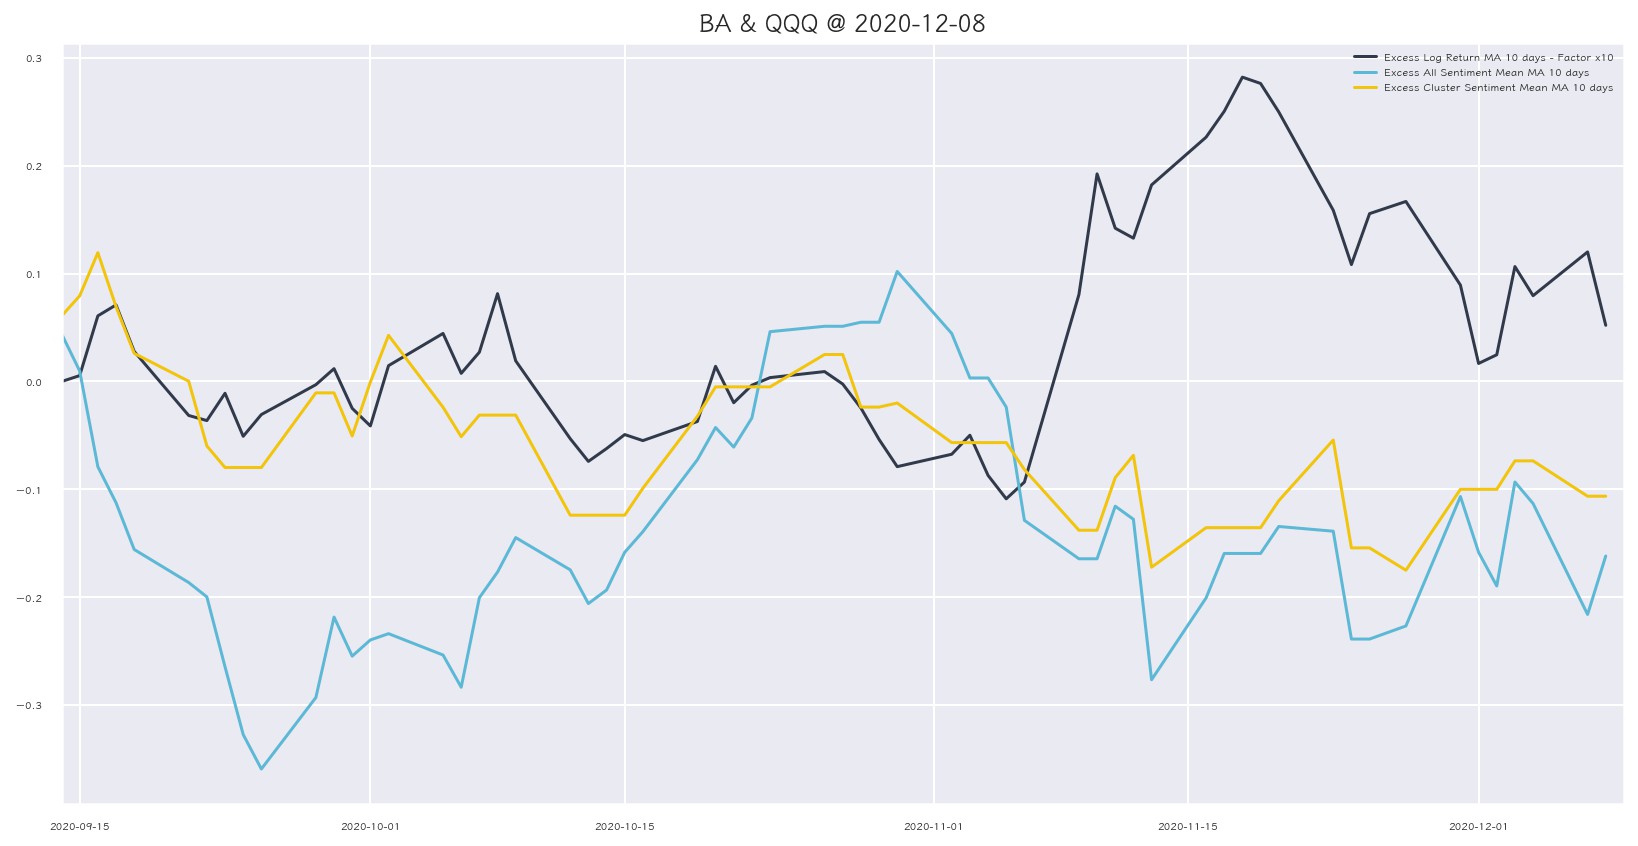 BA & QQQ @ 2020-12-08
Excess Log Return MA 10 days - Factor x10
Excess All Sentiment Mean MA 10 days
Excess Cluster Sentiment Mean MA 10 days
0.3
0.2
0.1
0.0
−0.1
−0.2
−0.3
2020-09-15 2020-10-01 2020-10-15 2020-11-01 2020-11-15 2020-12-01